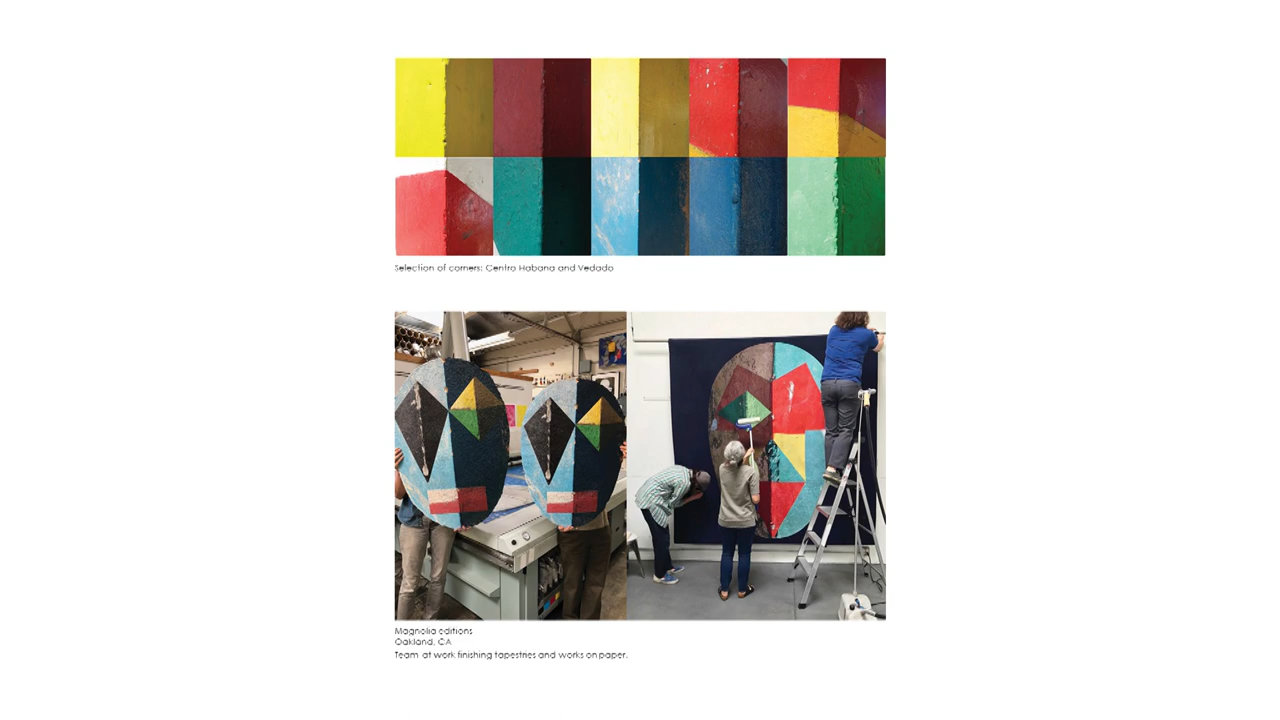 Selection of corners: Centro Habana and Vedado
Magnolia editions
Oakland, CA
Team at work finishing tapestries and works on paper.